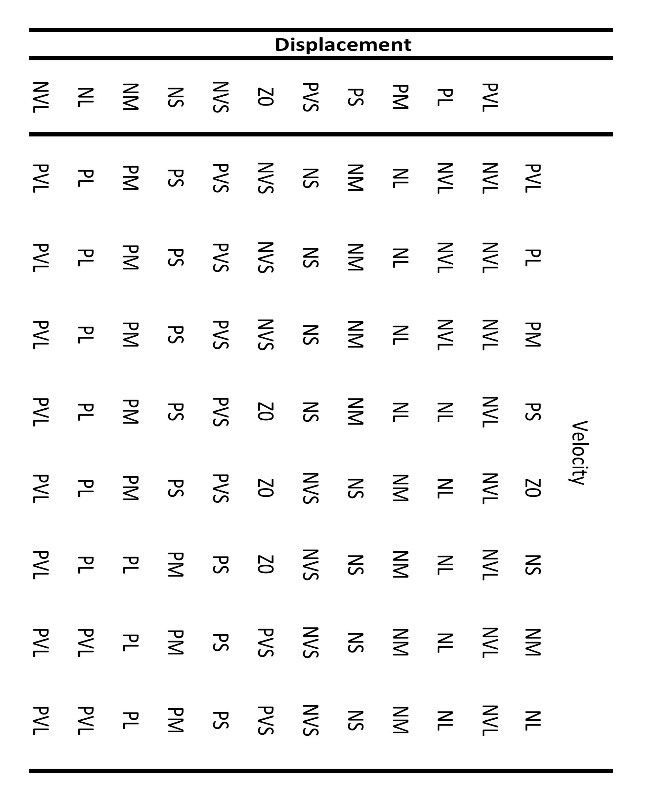 Displacement
NVL NL NM NS NVS Z0 PVS PS PM PL PVL
PVL PL PM PS PVS NVS NS NM NL NVL NVL PVL
PVL PL PM PS PVS NVS NS NM NL NVL NVL PL
PVL PL PM PS PVS NVS NS NM NL NVL NVL PM
PVL PL PM PS PVS Z0 NS NM NL NL NVL PS
Velocity
PVL PL PM PS PVS Z0 NVS NS NM NL NVL Z0
PVL PL PL PM PS Z0 NVS NS NM NL NVL NS
PVL PVL PL PM PS PVS NVS NS NM NL NVL NM
PVL PVL PL PM PS PVS NVS NS NM NL NVL NL